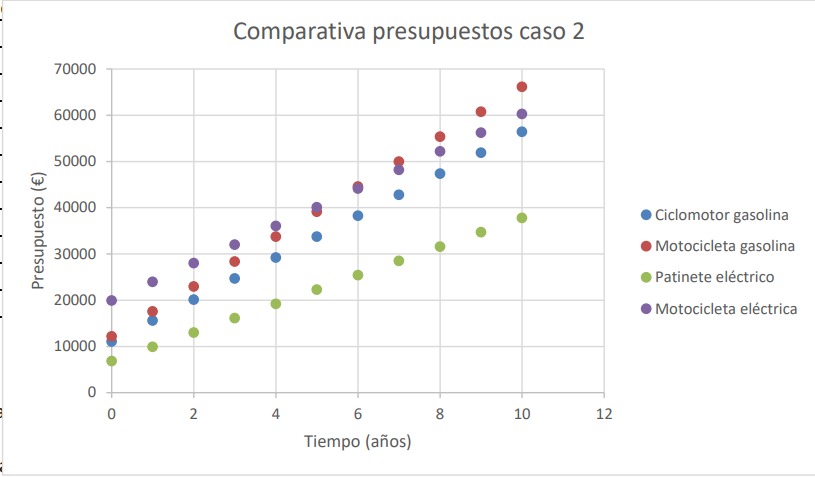 Comparativa presupuestos caso 2
70000
60000
50000
40000
30000
20000
10000
0
Presupuesto (€)
0 2 4 6 8 10 12
Tiempo (años)
Ciclomotor gasolina
Motocicleta gasolina
Patinete eléctrico
Motocicleta eléctrica